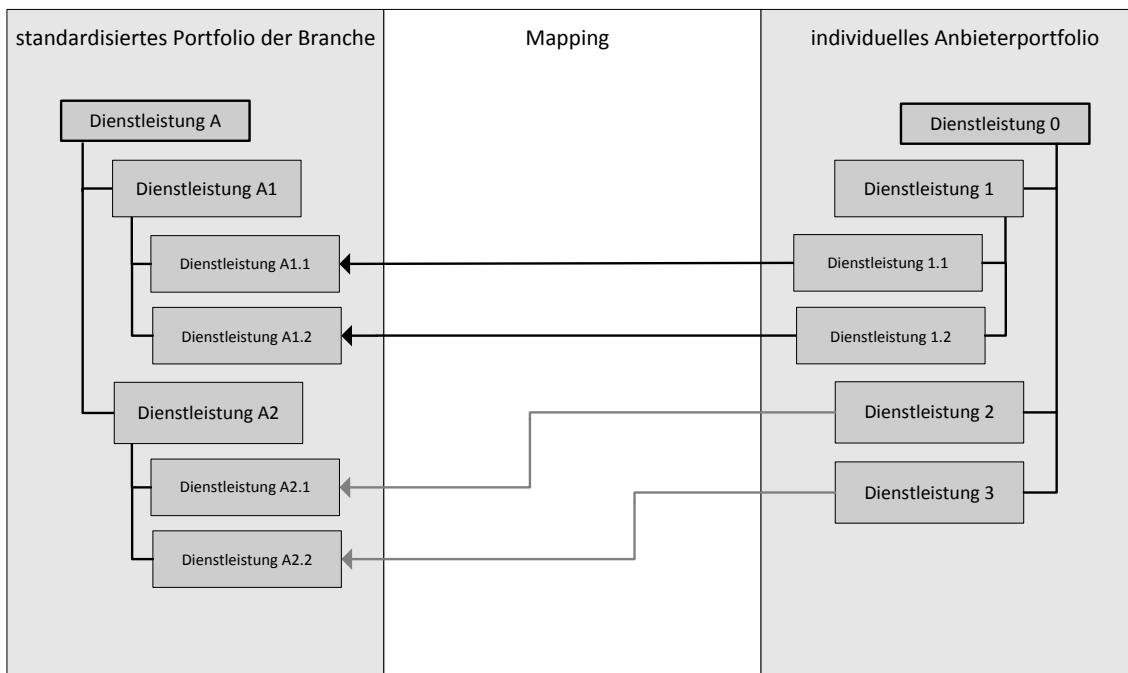 standardisiertes Portfolio der Branche
Mapping
individuelles Anbieterportfolio
Dienstleistung A
Dienstleistung 0
Dienstleistung A1
Dienstleistung 1
Dienstleistung A1.1
Dienstleistung 1.1
Dienstleistung A1.2
Dienstleistung 1.2
Dienstleistung A2
Dienstleistung 2
Dienstleistung A2.1
Dienstleistung 3
Dienstleistung A2.2